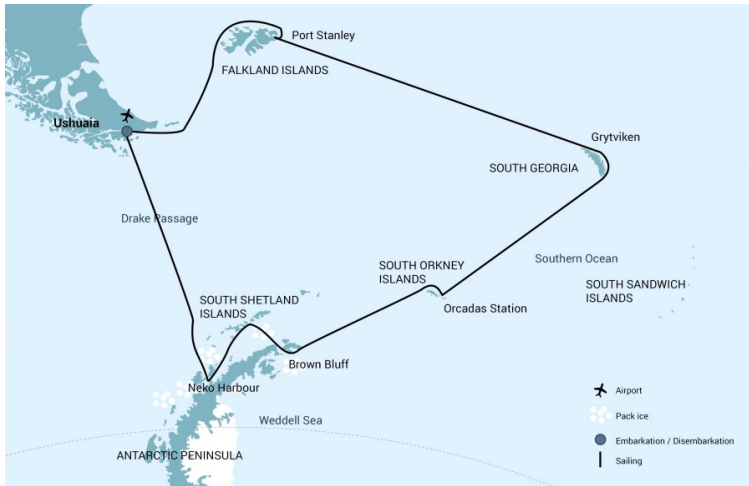 Port Stanley
FALKLAND ISLANDS
Ushuaia
Grytviken
SOUTH GEORGIA
Drake Passage
Southern Ocean
SOUTH ORKNEY
ISLANDS
SOUTH SANDWICH
ISLANDS
SOUTH SHETLAND
ISLANDS
Orcadas Station
Brown Bluff
Neko Harbour
Weddell Sea
ANTARCTIC PENINSULA
Airport
Pack ice
Embarkation / Disembarkation
Sailing